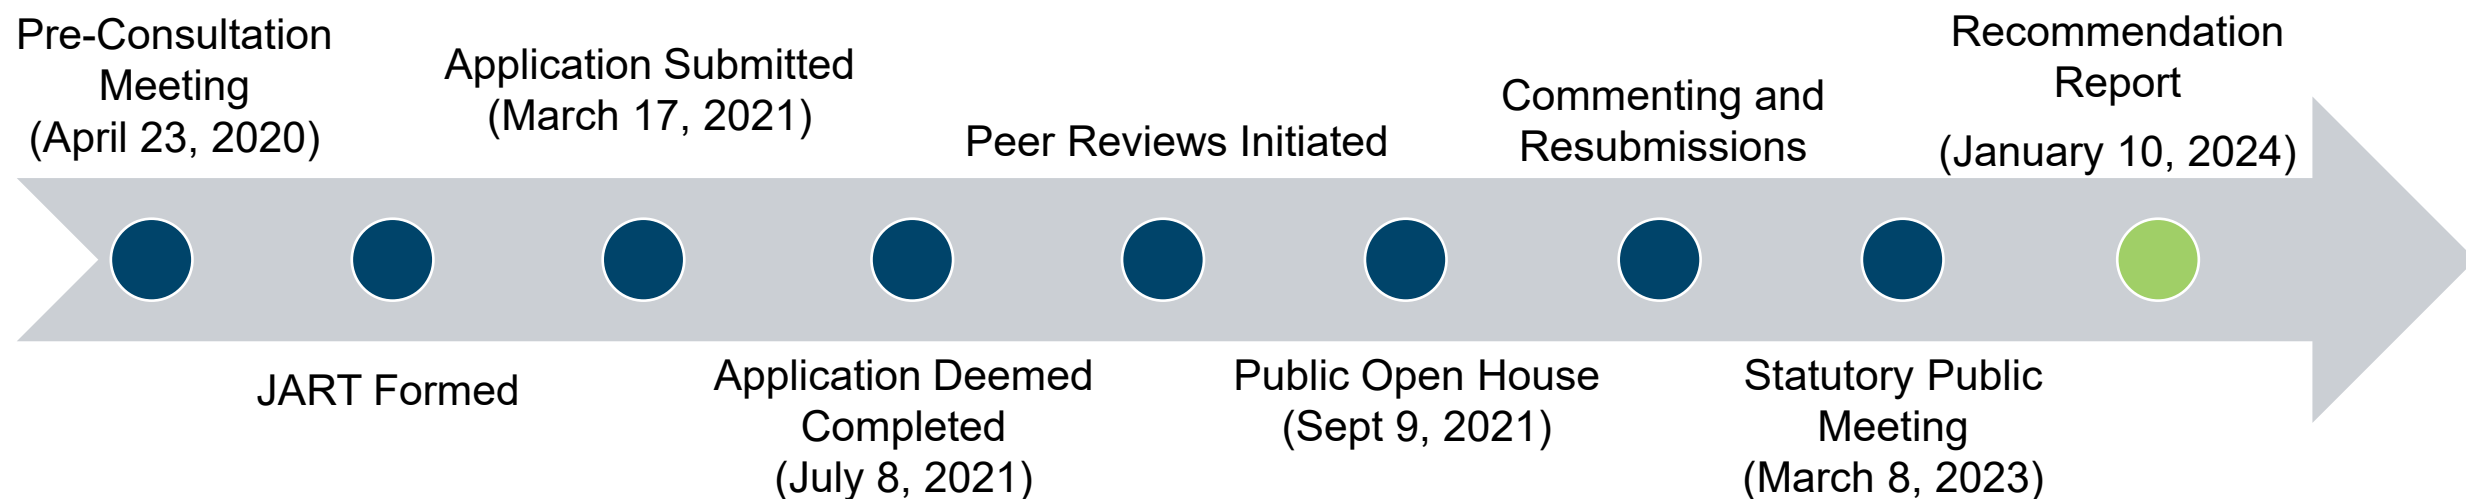 Pre-Consultation
Meeting
(April 23, 2020)
JART Formed
Application Submitted
(March 17, 2021)
Application Deemed
Completed
(July 8, 2021)
Peer Reviews Initiated
Public Open House
(Sept 9, 2021)
Commenting and
Resubmissions
Statutory Public
Meeting
(March 8, 2023)
Recommendation
Report
(January 10, 2024)